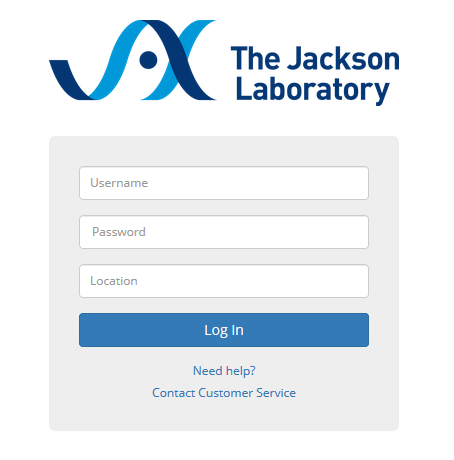 The Jackson
Laboratory
Username
Password
Location
Log In
Need help?
Contact Customer Service